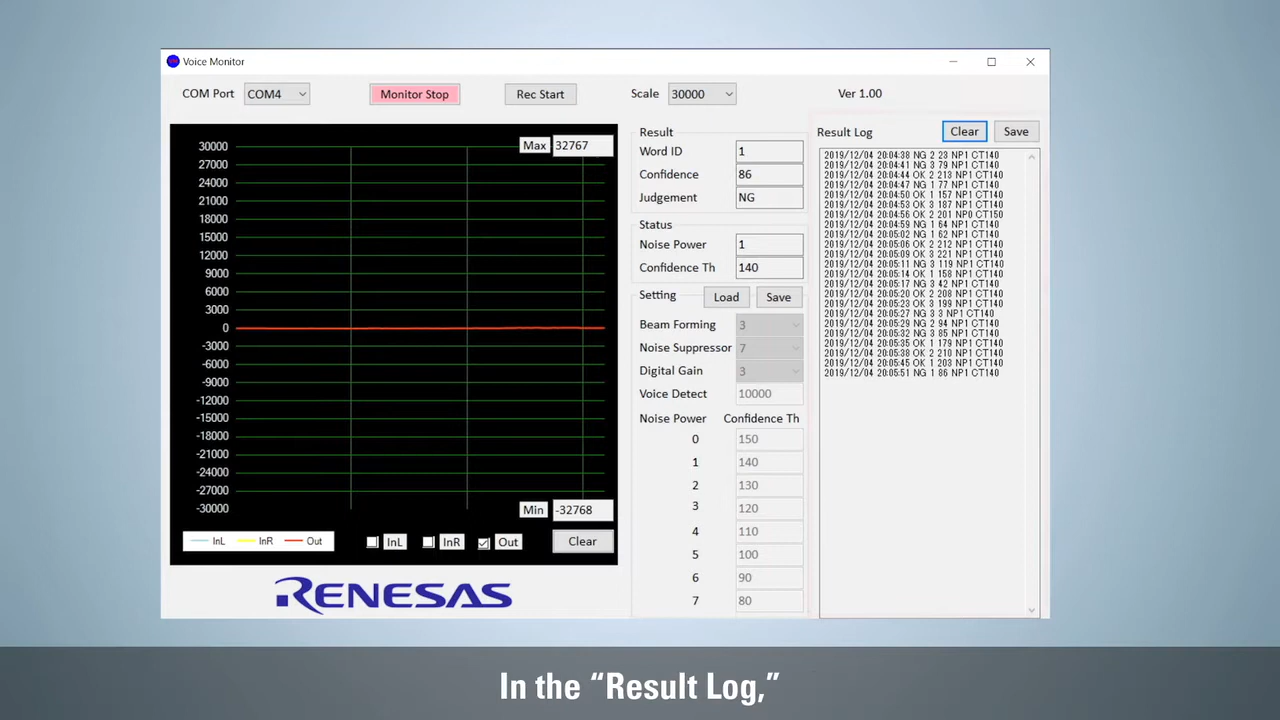 Voice Monitor
COM Port COM4 Monitor Stop Rec Start Scale 30000 Ver 1.00
30000
27000
24000
21000
18000
15000
12000
9000
6000
3000
0
-3000
-6000
-9000
-12000
-15000
-18000
-21000
-24000
-27000
-30000
Max 32767
Min -32768
InL InR Out
InL InR Out Clear
RENESAS
Result
Word ID 1
Confidence 86
Judgement NG
Status
Noise Power 1
Confidence Th 140
Setting Load Save
Beam Forming 3
Noise Suppressor 7
Digital Gain 3
Voice Detect 10000
Noise Power Confidence Th
0 150
1 140
2 130
3 120
4 110
5 100
6 90
7 80
Result Log Clear Save
2019/12/04 20:04:38 NG 2 23 NP1 CT140
2019/12/04 20:04:41 NG 3 79 NP1 CT140
2019/12/04 20:04:44 OK 2 213 NP1 CT140
2019/12/04 20:04:47 NG 1 77 NP1 CT140
2019/12/04 20:04:50 OK 1 157 NP1 CT140
2019/12/04 20:04:53 OK 3 187 NP1 CT140
2019/12/04 20:04:56 OK 2 201 NP0 CT150
2019/12/04 20:04:59 NG 1 64 NP1 CT140
2019/12/04 20:05:02 NG 1 62 NP1 CT140
2019/12/04 20:05:06 OK 2 212 NP1 CT140
2019/12/04 20:05:09 OK 3 221 NP1 CT140
2019/12/04 20:05:11 NG 3 119 NP1 CT140
2019/12/04 20:05:14 OK 1 158 NP1 CT140
2019/12/04 20:05:17 NG 3 42 NP1 CT140
2019/12/04 20:05:20 OK 2 208 NP1 CT140
2019/12/04 20:05:23 OK 3 199 NP1 CT140
2019/12/04 20:05:27 NG 3 3 NP1 CT140
2019/12/04 20:05:29 NG 2 94 NP1 CT140
2019/12/04 20:05:32 NG 3 85 NP1 CT140
2019/12/04 20:05:35 OK 1 179 NP1 CT140
2019/12/04 20:05:38 OK 2 210 NP1 CT140
2019/12/04 20:05:45 OK 1 203 NP1 CT140
2019/12/04 20:05:51 NG 1 86 NP1 CT140
In the “Result Log,”